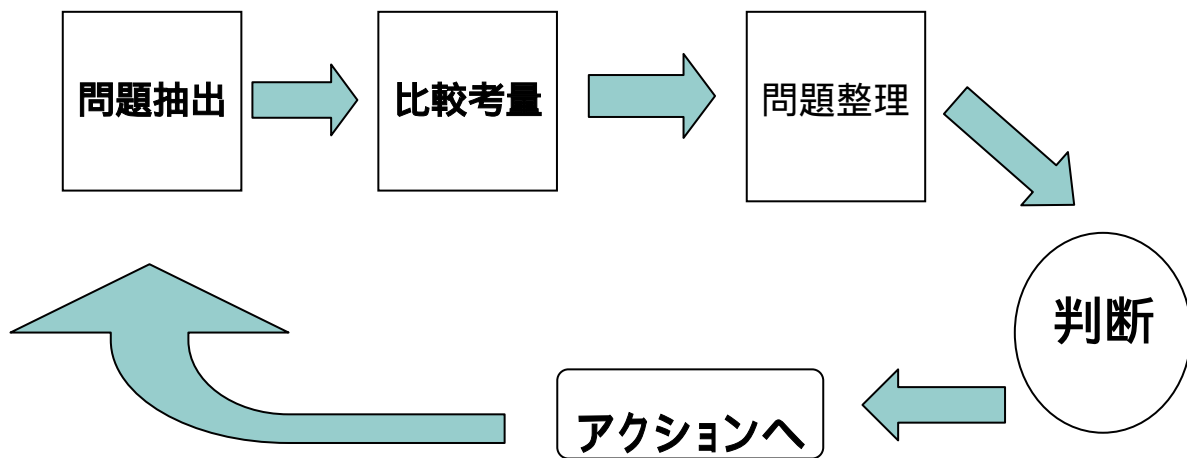 問題抽出
比較考量
問題整理
判断
アクションへ